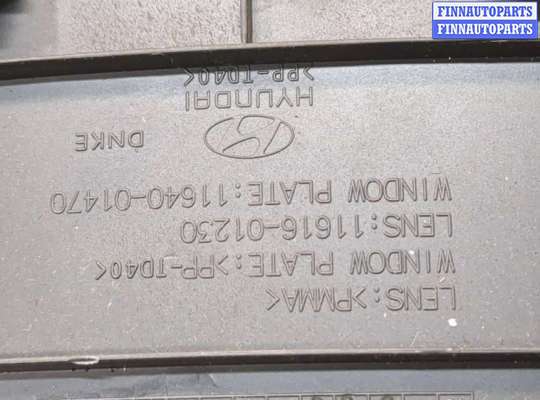 FINNAUTOPARTS
FINNAUTOPARTS
LENS:>PMMA<
WINDOW PLATE:>PP-TD40<
LENS:11616-01230
WINDOW PLATE:11640-01470
DNKE
HYUNDAI
>PP-TD40<